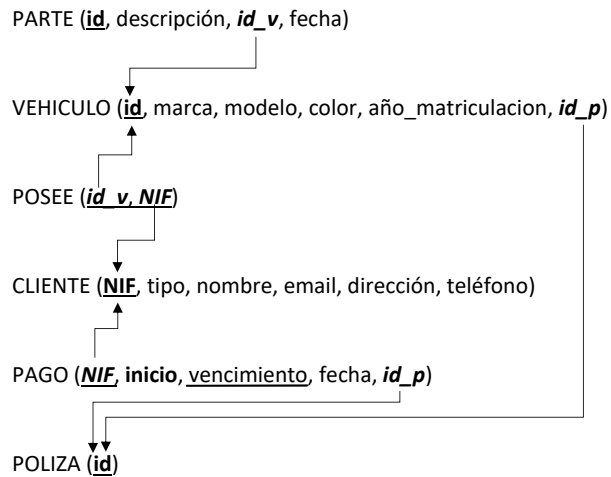 PARTE (id, descripción, id_v, fecha)
VEHICULO (id, marca, modelo, color, año_matriculacion, id_p)
POSEE (id_v, NIF)
CLIENTE (NIF, tipo, nombre, email, dirección, teléfono)
PAGO (NIF, inicio, vencimiento, fecha, id_p)
POLIZA (id)